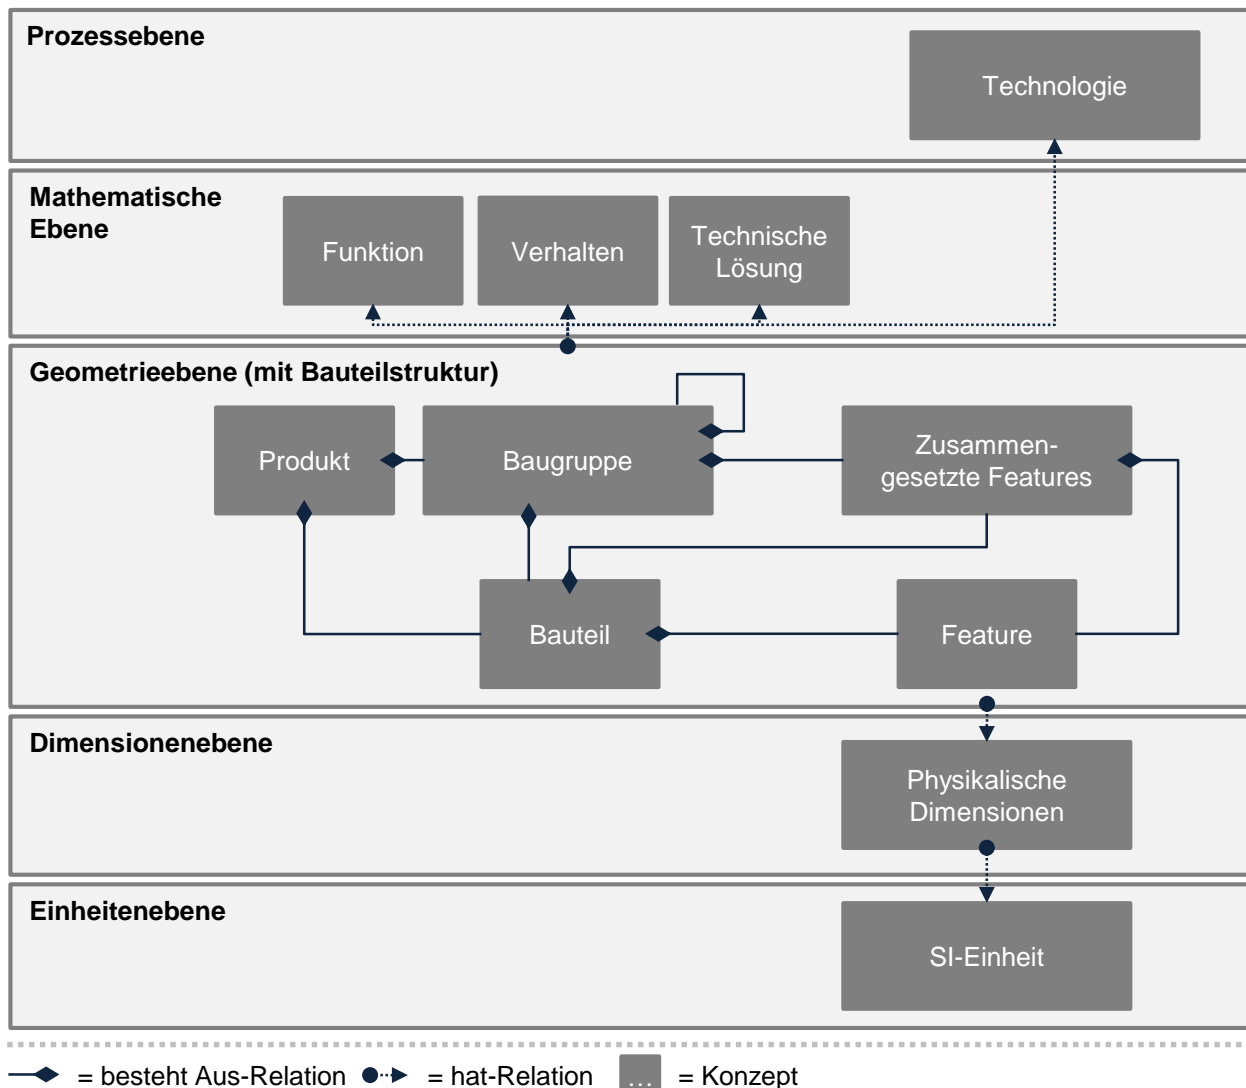 Prozessebene
Technologie
Mathematische
Ebene
Funktion
Verhalten
Technische
Lösung
Geometrieebene (mit Bauteilstruktur)
Produkt
Baugruppe
Zusammen-
gesetzte Features
Bauteil
Feature
Dimensionenebene
Physikalische
Dimensionen
Einheitenebene
SI-Einheit
= besteht Aus-Relation
= hat-Relation
...
= Konzept